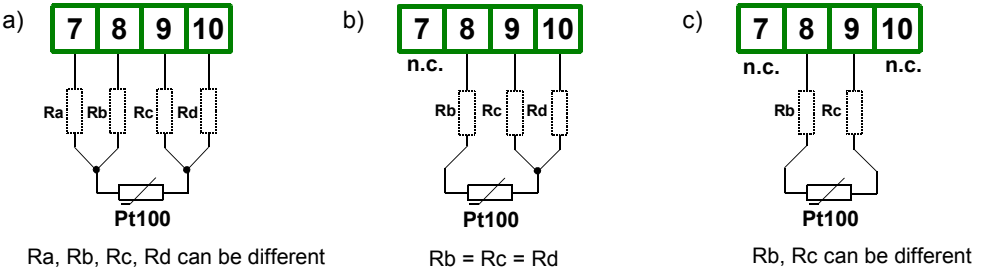 a)
7 8 9 10
Ra Rb Rc Rd
Pt100
Ra, Rb, Rc, Rd can be different
b)
7 8 9 10
n.c.
Rb Rc Rd
Pt100
Rb = Rc = Rd
c)
7 8 9 10
n.c. n.c.
Rb Rc
Pt100
Rb, Rc can be different